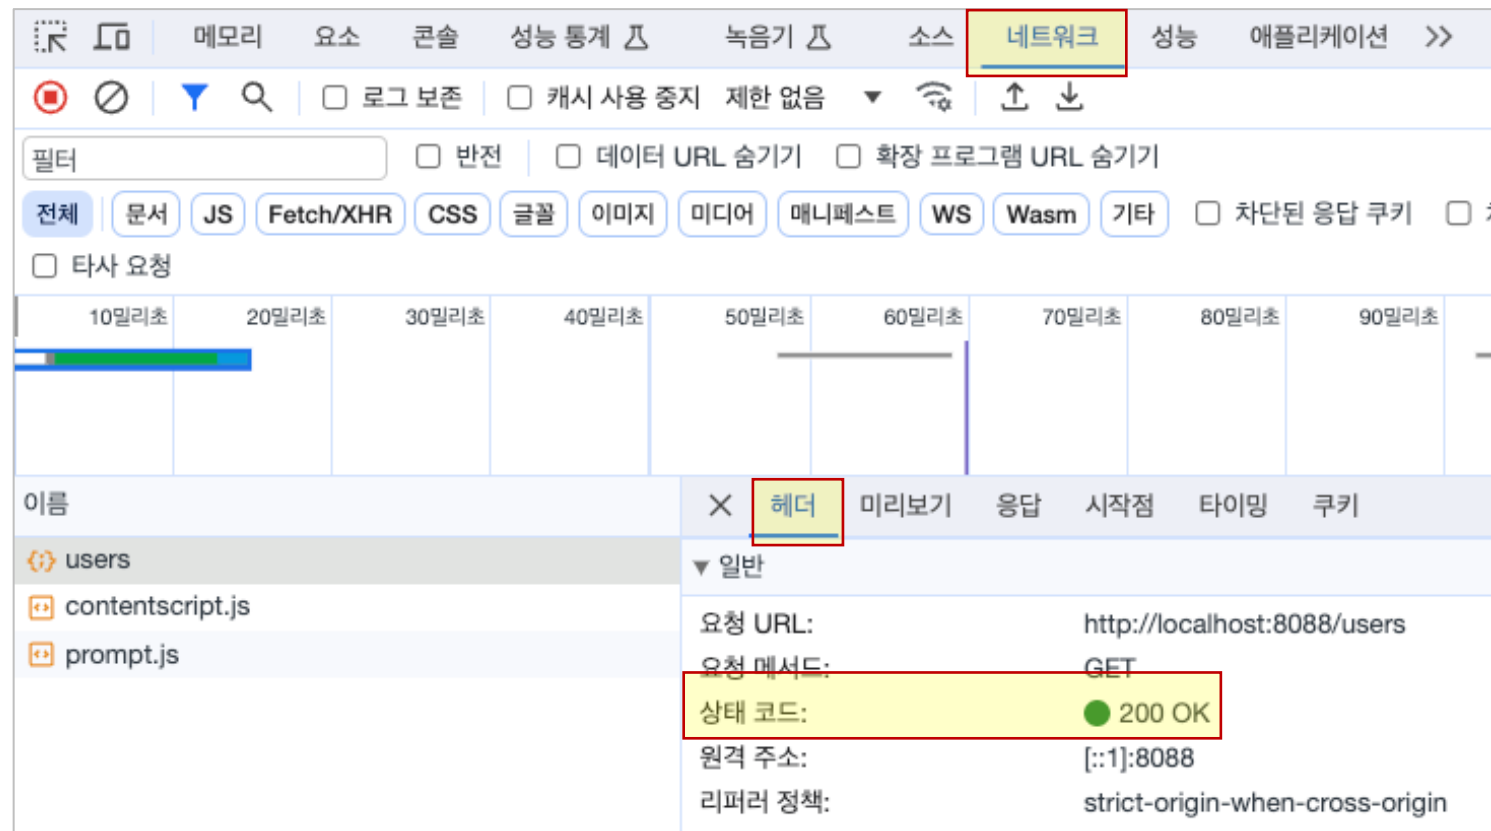 메모리 요소 콘솔 성능 통계 녹음기 소스 네트워크 성능 애플리케이션
로그 보존 캐시 사용 중지 제한 없음
필터 반전 데이터 URL 숨기기 확장 프로그램 URL 숨기기
전체 문서 JS Fetch/XHR CSS 글꼴 이미지 미디어 매니페스트 WS Wasm 기타 차단된 응답 쿠키
타사 요청
10밀리초 20밀리초 30밀리초 40밀리초 50밀리초 60밀리초 70밀리초 80밀리초 90밀리초
이름
헤더 미리보기 응답 시작점 타이밍 쿠키
users
일반
contentscript.js
요청 URL: http://localhost:8088/users
prompt.js
요청 메서드: GET
상태 코드: 200 OK
원격 주소: [::1]:8088
리퍼러 정책: strict-origin-when-cross-origin